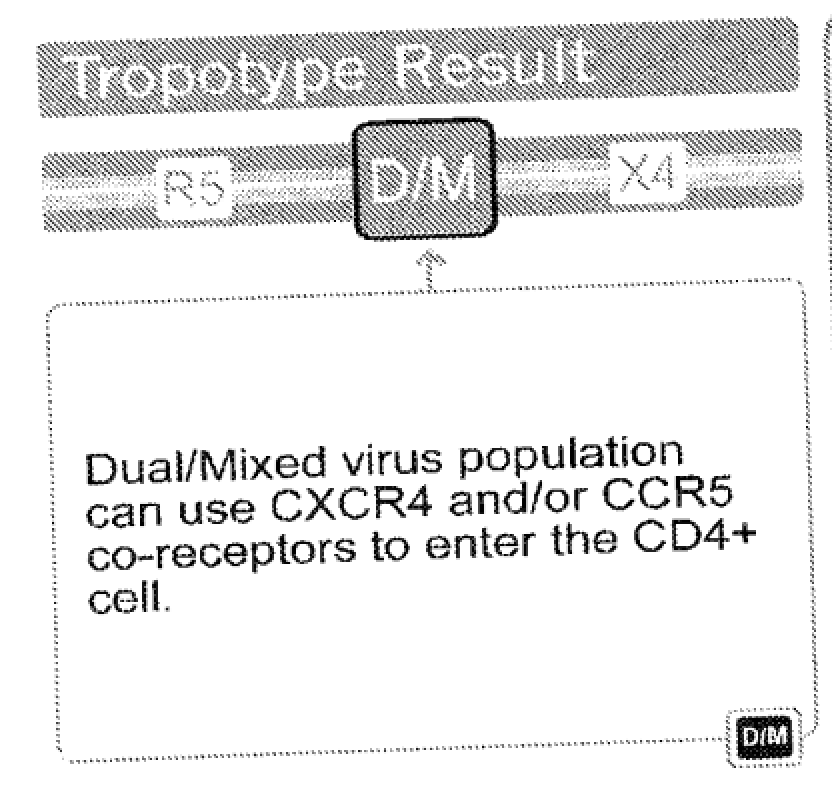 Tropotype Result
R5 D/M X4
Dual/Mixed virus population
can use CXCR4 and/or CCR5
co-receptors to enter the CD4+
cell.
D/M